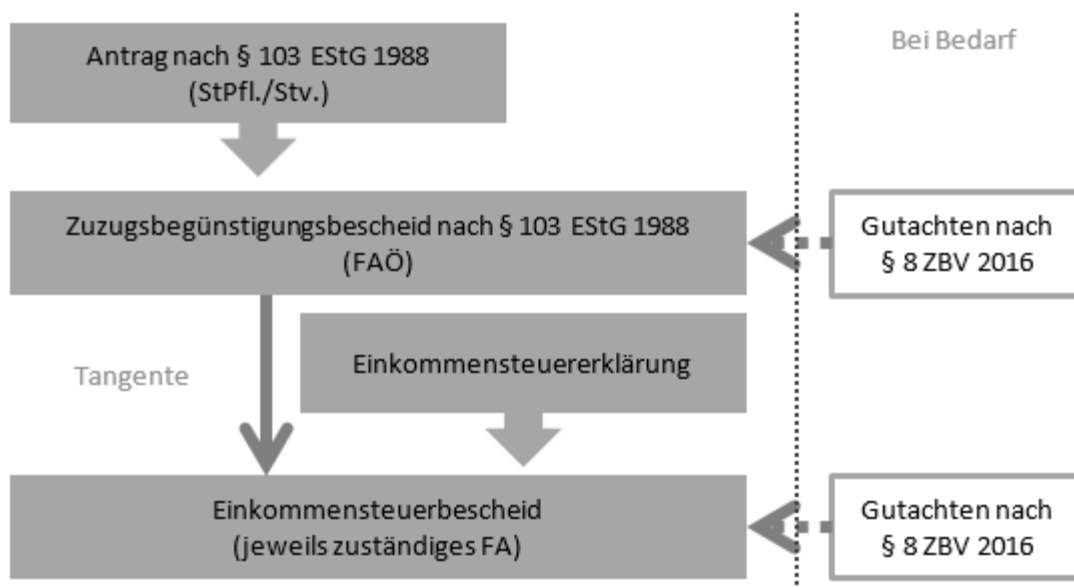 Antrag nach § 103 EStG 1988
(StPfl./Stv.)
Bei Bedarf
Zuzugsbegünstigungsbescheid nach § 103 EStG 1988
(FAÖ)
Gutachten nach
§ 8 ZBV 2016
Tangente
Einkommensteuererklärung
Einkommensteuerbescheid
(jeweils zuständiges FA)
Gutachten nach
§ 8 ZBV 2016